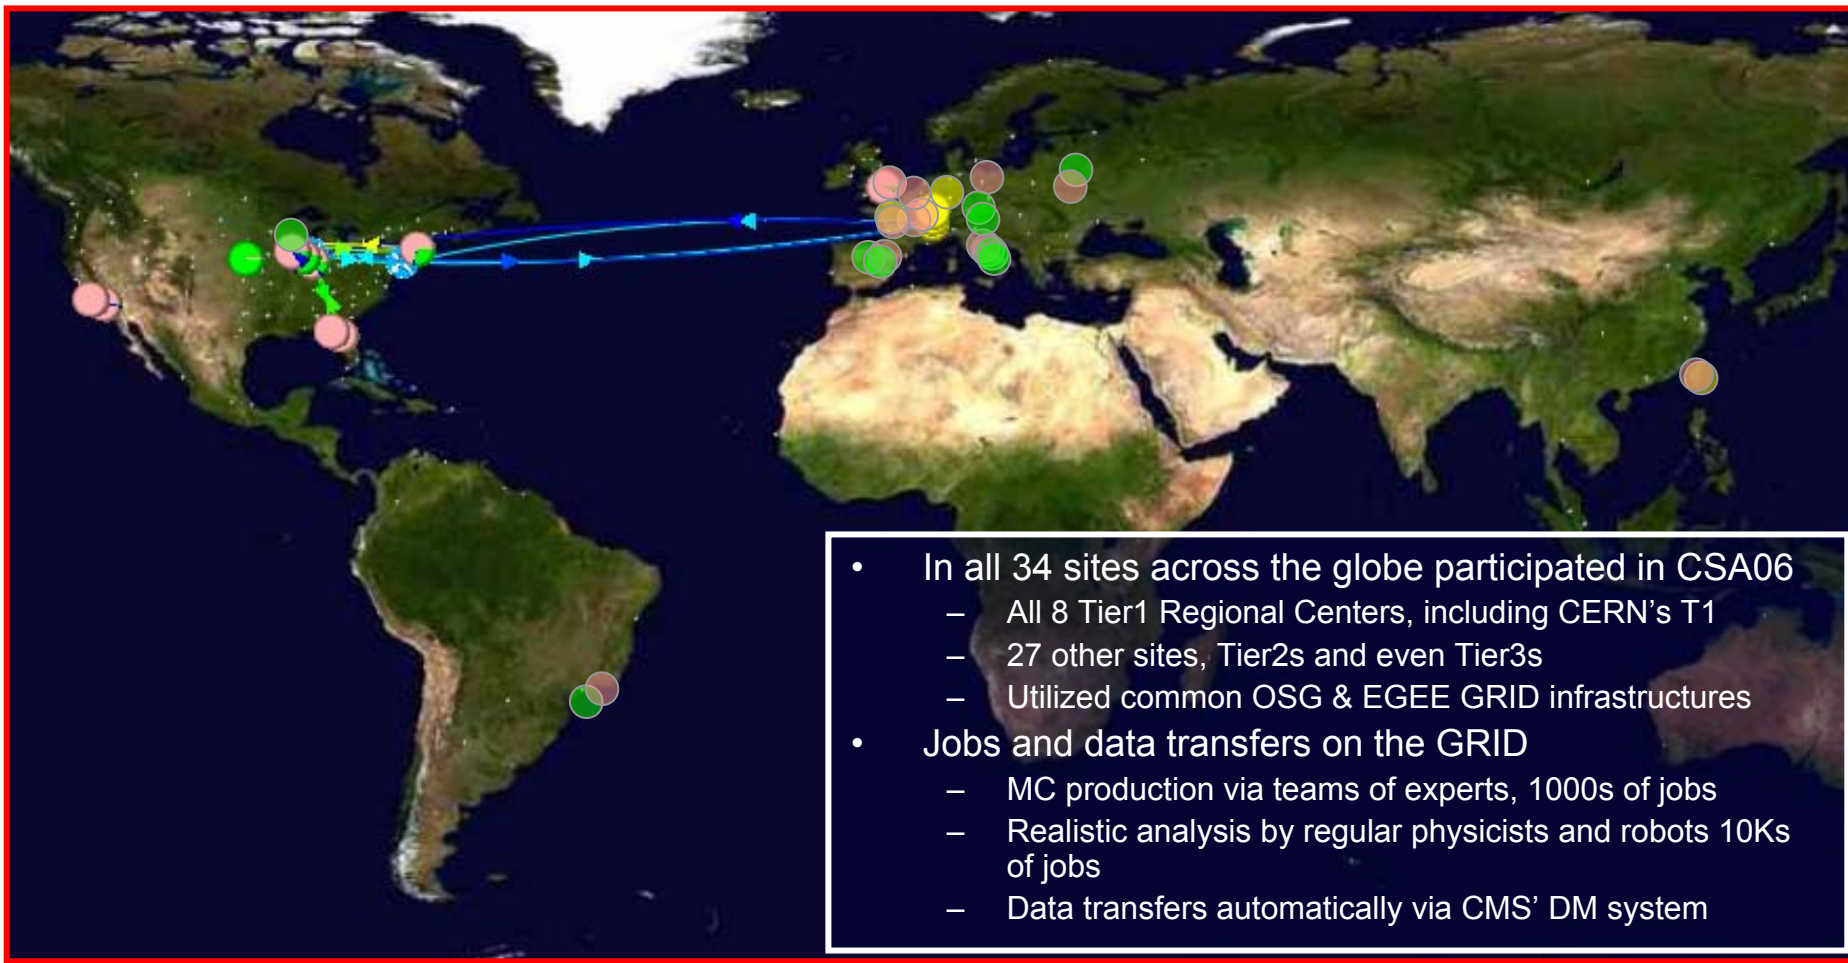 • In all 34 sites across the globe participated in CSA06
– All 8 Tier1 Regional Centers, including CERN’s T1
– 27 other sites, Tier2s and even Tier3s
– Utilized common OSG & EGEE GRID infrastructures
• Jobs and data transfers on the GRID
– MC production via teams of experts, 1000s of jobs
– Realistic analysis by regular physicists and robots 10Ks
of jobs
– Data transfers automatically via CMS’ DM system